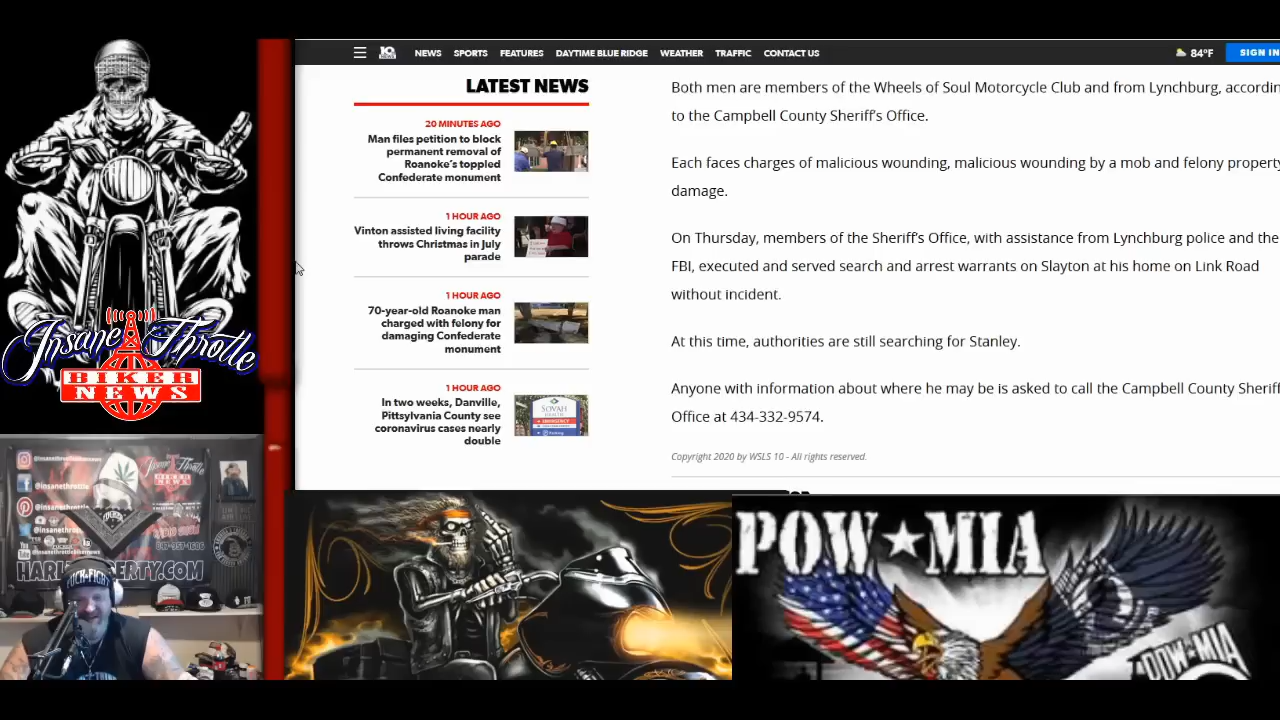 10
NEWS
NEWS
SPORTS
FEATURES
DAYTIME BLUE RIDGE
WEATHER
TRAFFIC
CONTACT US
84°F
SIGN IN
LATEST NEWS
20 MINUTES AGO
Man files petition to block
permanent removal of
Roanoke's toppled
Confederate monument
1 HOUR AGO
Vinton assisted living facility
throws Christmas in July
parade
1 HOUR AGO
70-year-old Roanoke man
charged with felony for
damaging Confederate
monument
1 HOUR AGO
In two weeks, Danville,
Pittsylvania County see
coronavirus cases nearly
double
SOVAH
Both men are members of the Wheels of Soul Motorcycle Club and from Lynchburg, accordin
to the Campbell County Sheriff's Office.
Each faces charges of malicious wounding, malicious wounding by a mob and felony property
damage.
On Thursday, members of the Sheriff's Office, with assistance from Lynchburg police and the
FBI, executed and served search and arrest warrants on Slayton at his home on Link Road
without incident.
At this time, authorities are still searching for Stanley.
Anyone with information about where he may be is asked to call the Campbell County Sheriff
Office at 434-332-9574.
Copyright 2020 by WSLS 10 - All rights reserved.
Insane Throttle
BIKER
NEWS
@insanethrottle
POW★MIA
POW-MIA